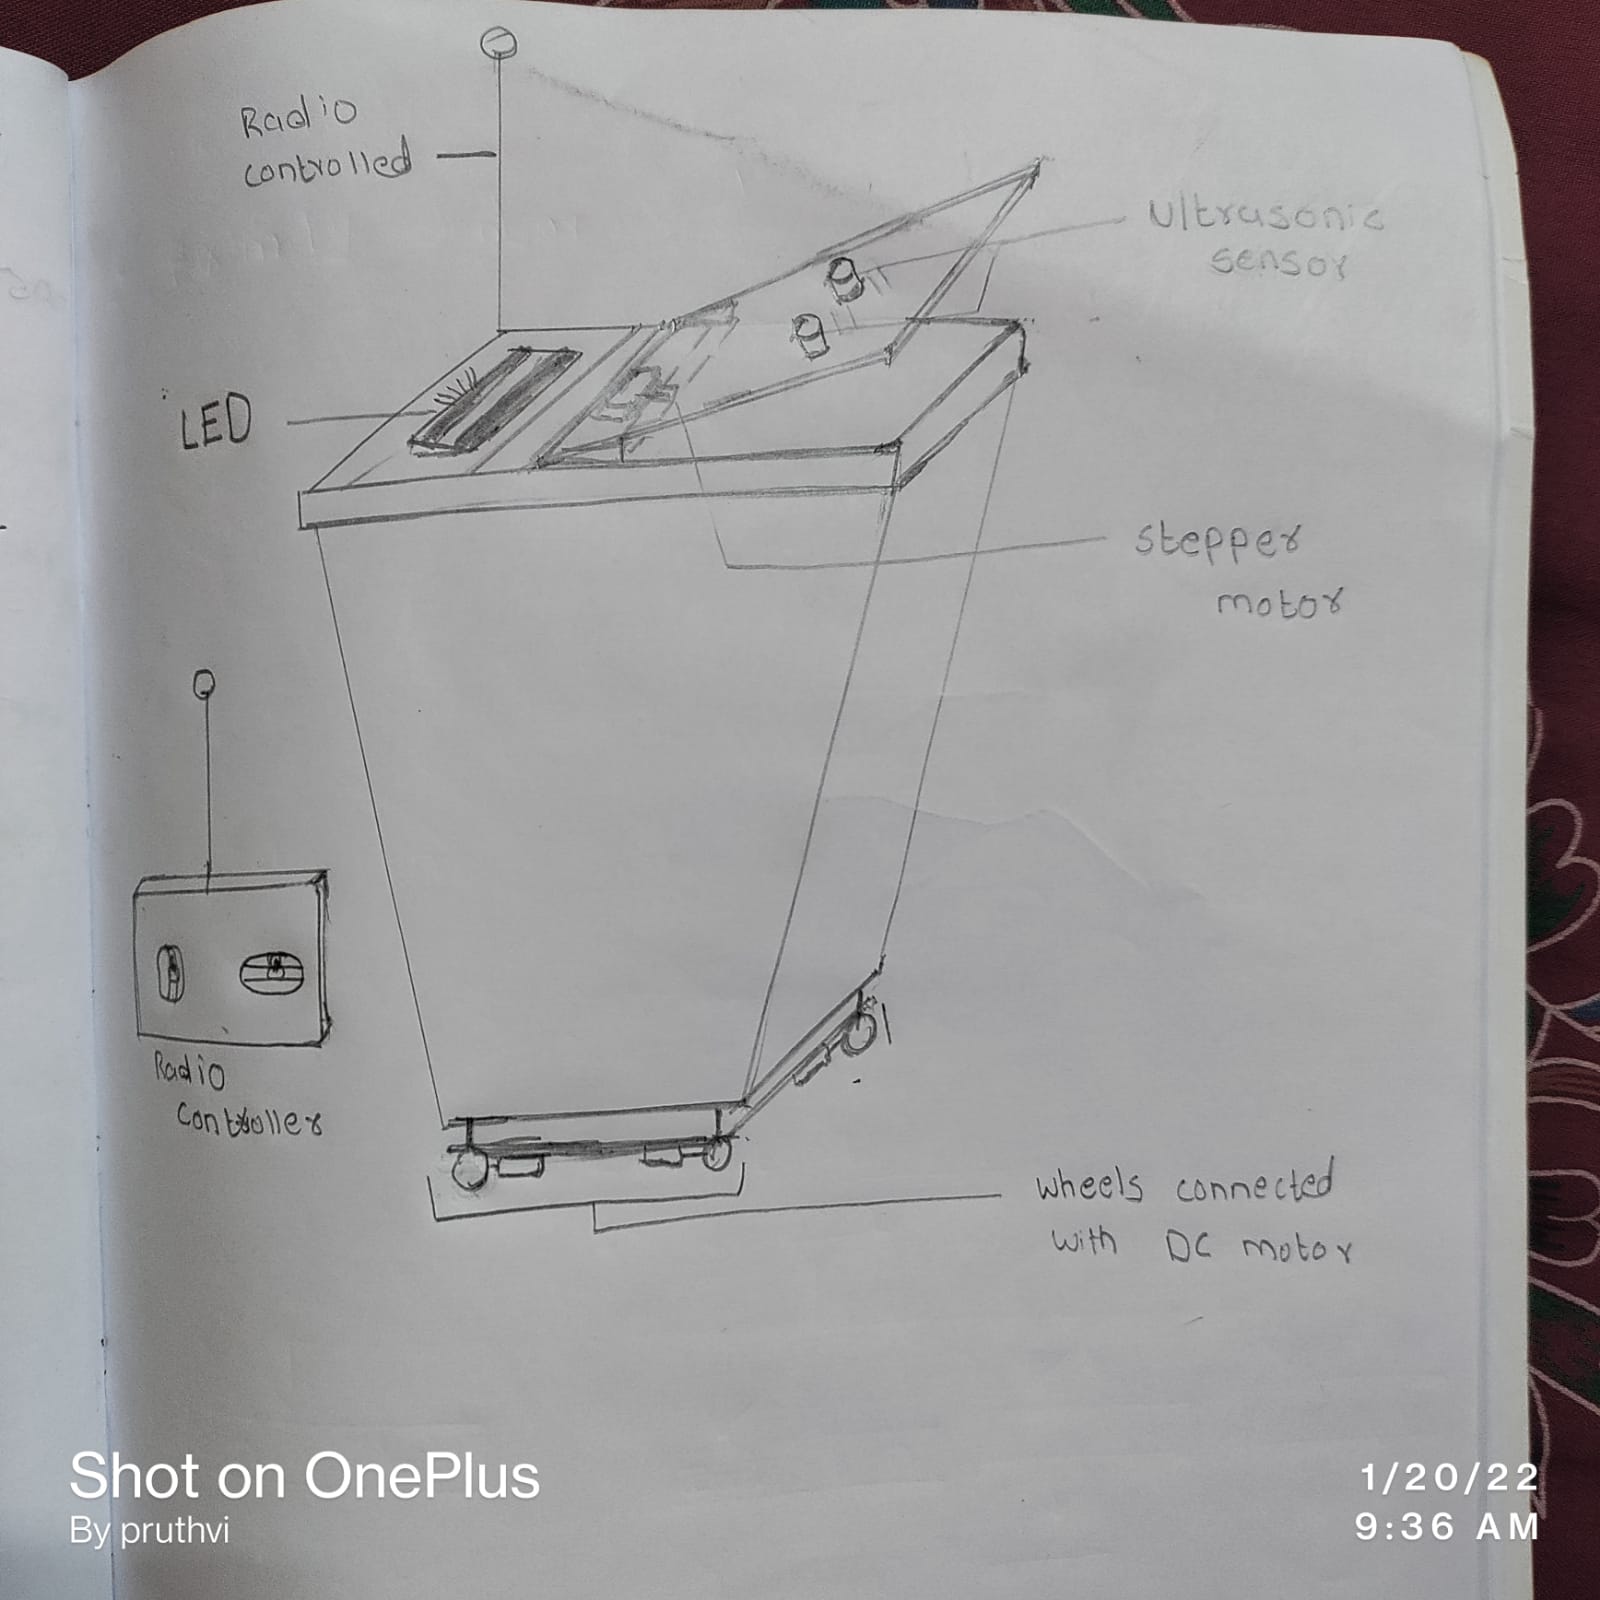 Radio
controlled
Ultrasonic
sensor
LED
stepper
motor
Radio
controller
wheels connected
with DC motor
Shot on OnePlus
By pruthvi
1/20/22
9:36 AM